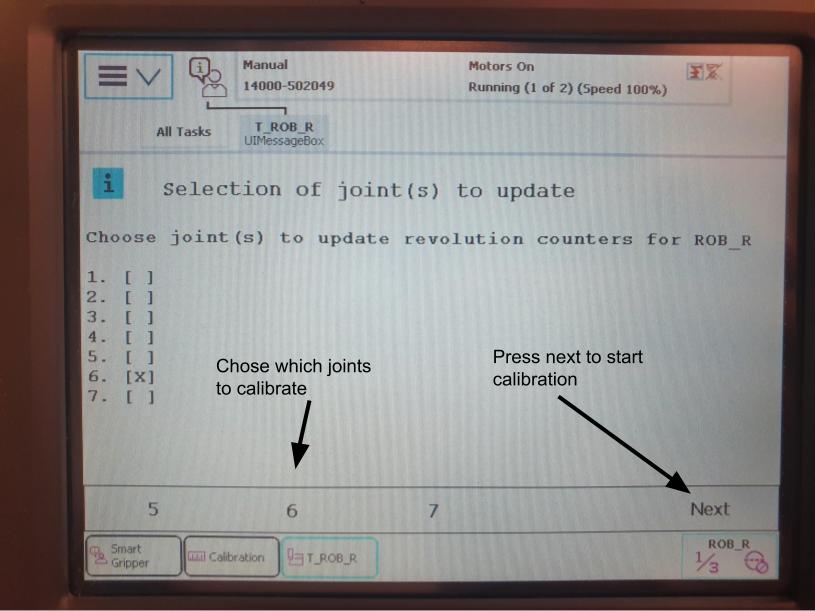 Manual
14000-502049
Motors On
Running (1 of 2) (Speed 100%)
All Tasks
T_ROB_R
UIMessageBox
Selection of joint(s) to update
Choose joint(s) to update revolution counters for ROB_R
1. [ ]
2. [ ]
3. [ ]
4. [ ]
5. [ ]
6. [X]
7. [ ]
Chose which joints
to calibrate
Press next to start
calibration
5 6 7 Next
Smart
Gripper
Calibration
T_ROB_R
ROB_R
1/3